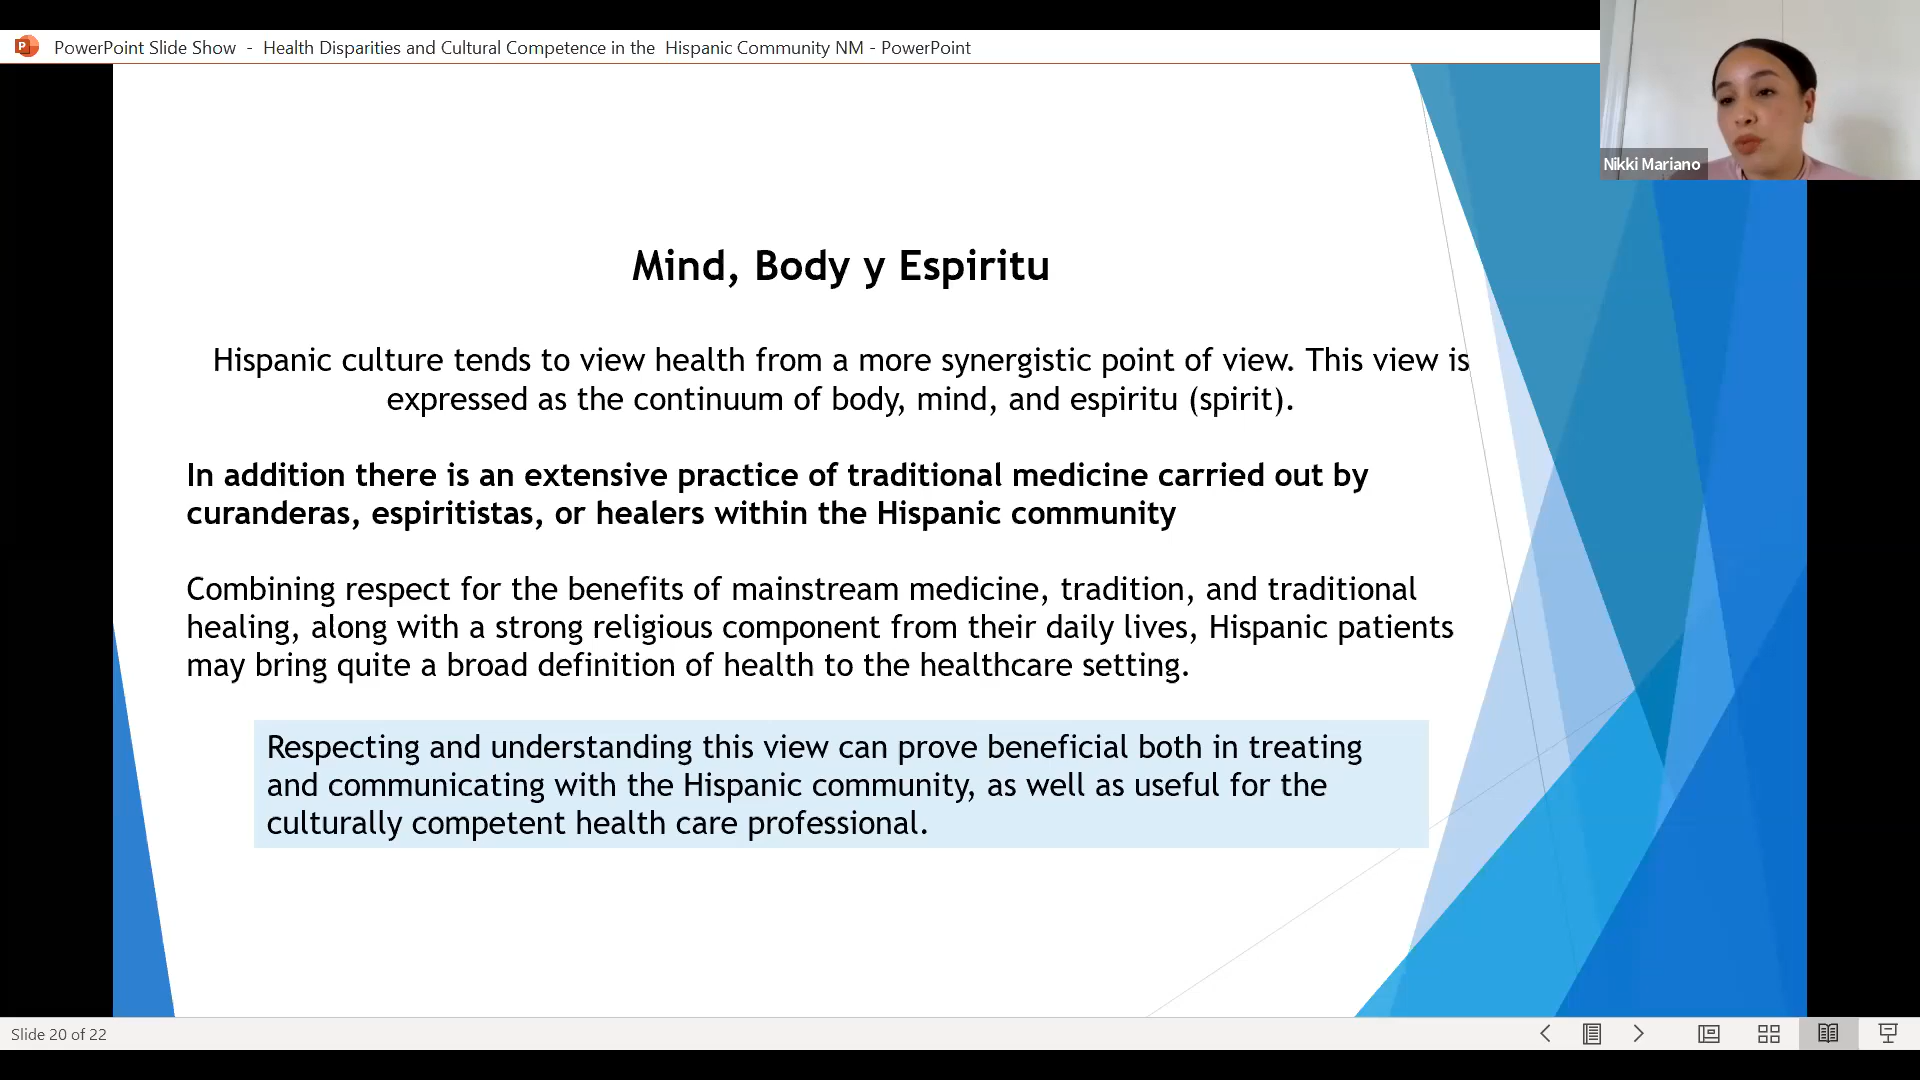 PowerPoint Slide Show - Health Disparities and Cultural Competence in the Hispanic Community NM - PowerPoint
Nikki Mariano
Mind, Body y Espiritu
Hispanic culture tends to view health from a more synergistic point of view. This view is
expressed as the continuum of body, mind, and espiritu (spirit).
In addition there is an extensive practice of traditional medicine carried out by
curanderas, espiritistas, or healers within the Hispanic community
Combining respect for the benefits of mainstream medicine, tradition, and traditional
healing, along with a strong religious component from their daily lives, Hispanic patients
may bring quite a broad definition of health to the healthcare setting.
Respecting and understanding this view can prove beneficial both in treating
and communicating with the Hispanic community, as well as useful for the
culturally competent health care professional.
Slide 20 of 22